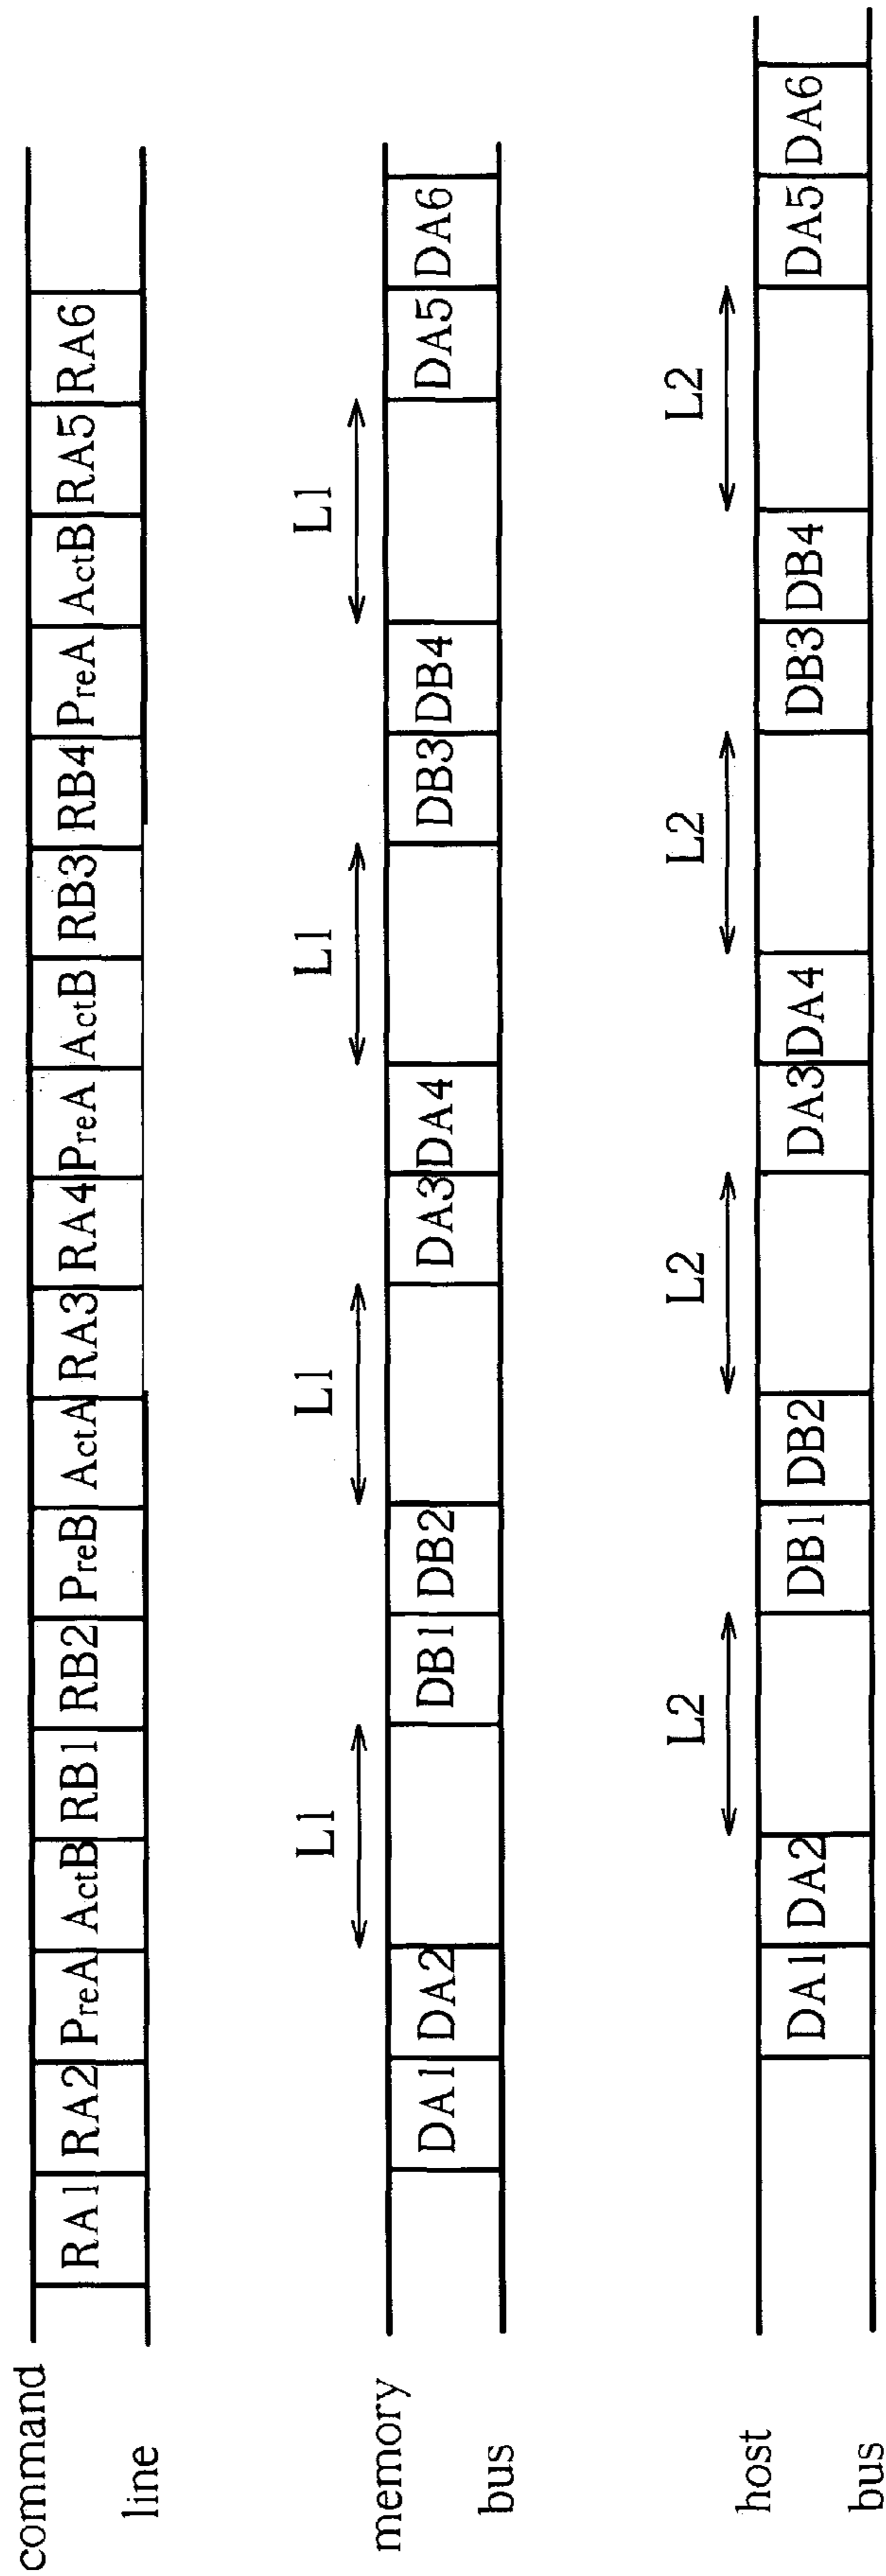 command line
RA1 RA2 PreA ActB RB1 RB2 PreB ActA RA3 RA4 PreA ActB RB3 RB4 PreA ActB RA5 RA6
L1 L1 L1 L1
memory bus
DA1 DA2 DB1 DB2 DA3 DA4 DB3 DB4 DA5 DA6
L2 L2 L2 L2
host bus
DA1 DA2 DB1 DB2 DA3 DA4 DB3 DB4 DA5 DA6